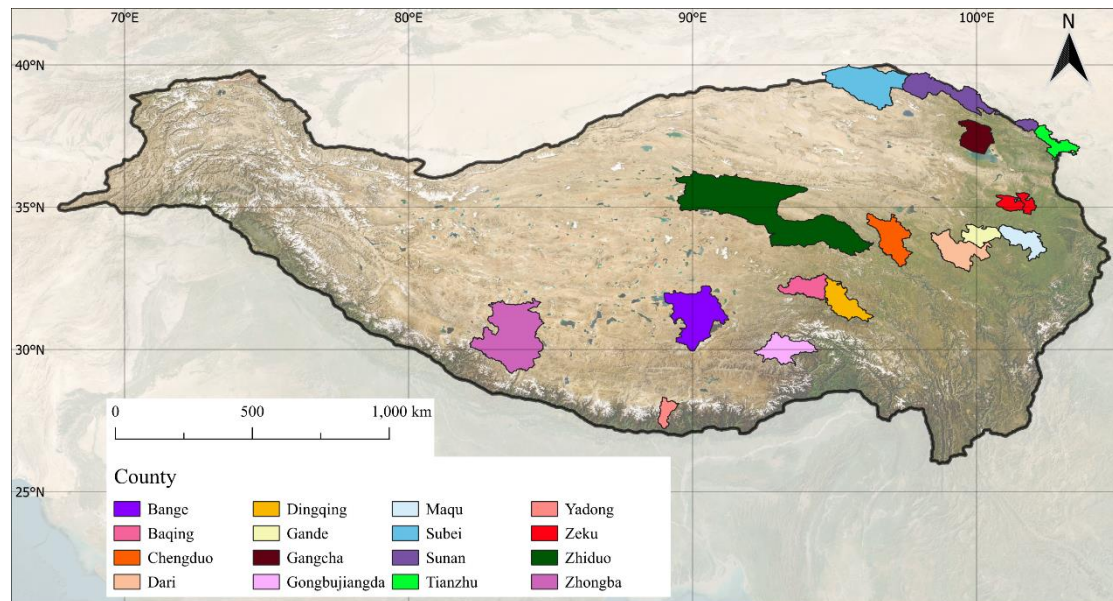 70°E 80°E 90°E 100°E
N
40°N
35°N
30°N
25°N
0 500 1,000 km
County
Bange Dingqing Maqu Yadong
Baqing Gande Subei Zeku
Chengduo Gangcha Sunan Zhiduo
Dari Gongbujiangda Tianzhu Zhongba